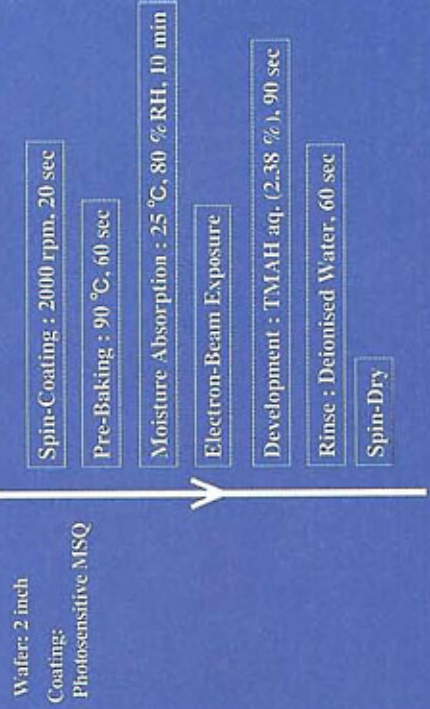 Wafer: 2 inch
Coating:
Photosensitive MSQ
Spin-Coating : 2000 rpm, 20 sec
Pre-Baking : 90 °C, 60 sec
Moisture Absorption : 25 °C, 80 % RH, 10 min
Electron-Beam Exposure
Development : TMAH aq. (2.38 % ), 90 sec
Rinse : Deionised Water, 60 sec
Spin-Dry